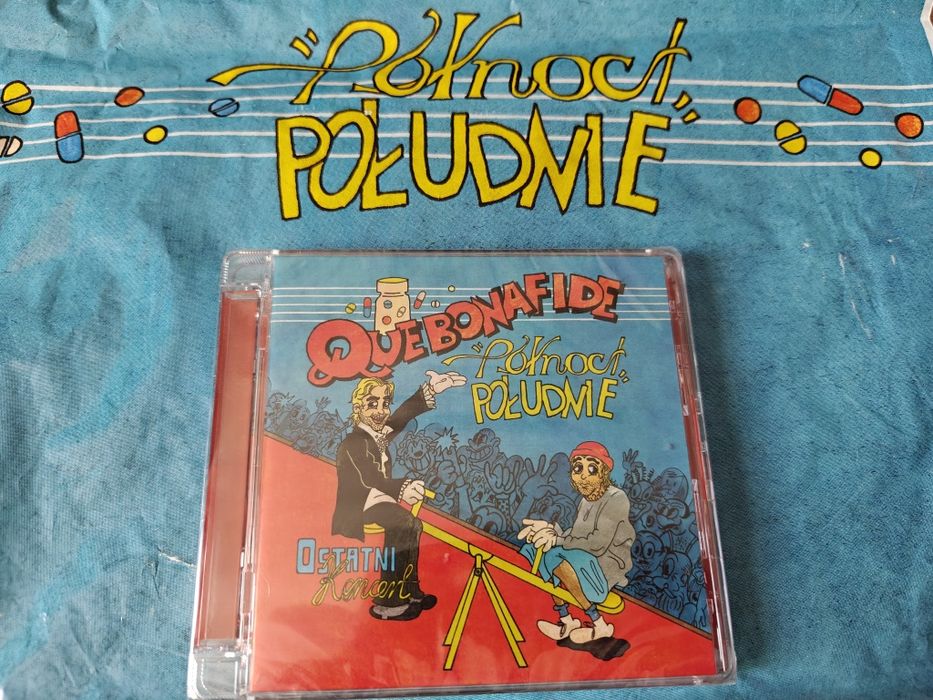 "Północ i
POŁUDNIE"
QUEBONAFIDE
"Północ i
POŁUDNIE"
OSTATNI
Koncert